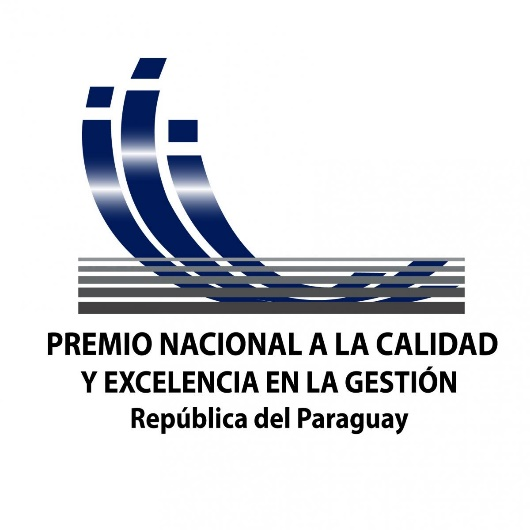 PREMIO NACIONAL A LA CALIDAD
Y EXCELENCIA EN LA GESTIÓN
República del Paraguay